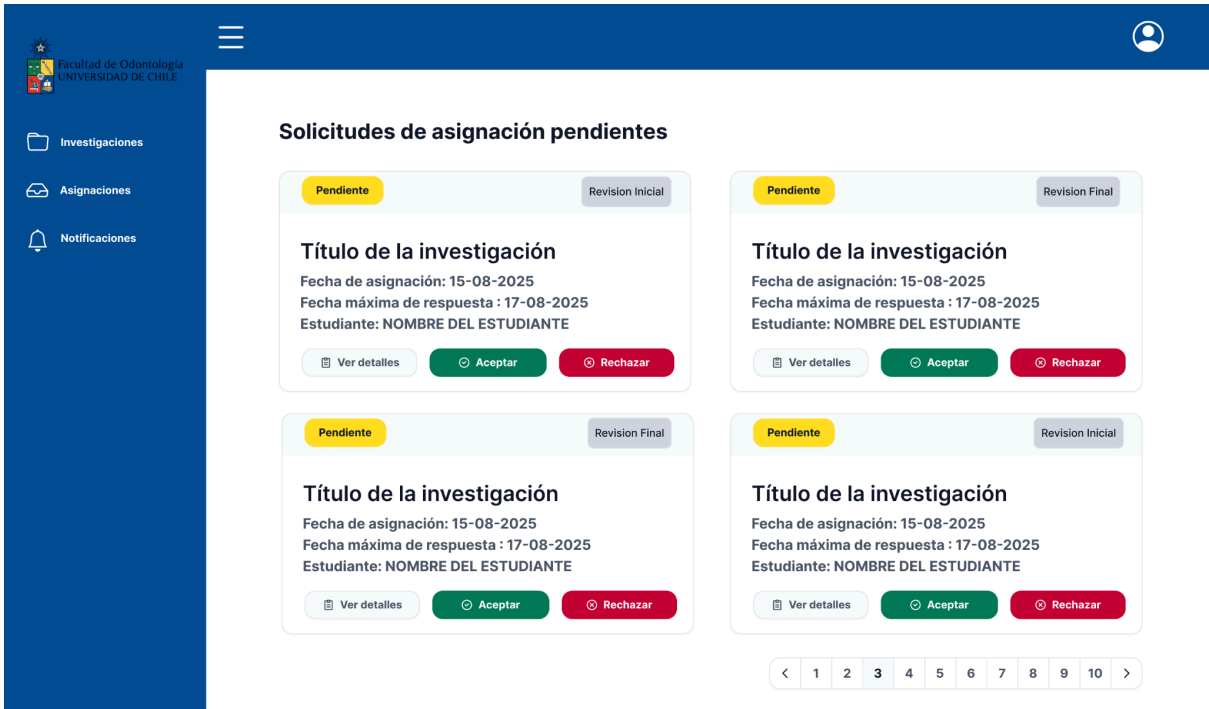 Facultad de Odontología
UNIVERSIDAD DE CHILE
Investigaciones
Asignaciones
Notificaciones
Solicitudes de asignación pendientes
Pendiente
Revision Inicial
Título de la investigación
Fecha de asignación: 15-08-2025
Fecha máxima de respuesta : 17-08-2025
Estudiante: NOMBRE DEL ESTUDIANTE
Ver detalles
Aceptar
Rechazar
Pendiente
Revision Final
Título de la investigación
Fecha de asignación: 15-08-2025
Fecha máxima de respuesta : 17-08-2025
Estudiante: NOMBRE DEL ESTUDIANTE
Ver detalles
Aceptar
Rechazar
Pendiente
Revision Final
Título de la investigación
Fecha de asignación: 15-08-2025
Fecha máxima de respuesta : 17-08-2025
Estudiante: NOMBRE DEL ESTUDIANTE
Ver detalles
Aceptar
Rechazar
Pendiente
Revision Inicial
Título de la investigación
Fecha de asignación: 15-08-2025
Fecha máxima de respuesta : 17-08-2025
Estudiante: NOMBRE DEL ESTUDIANTE
Ver detalles
Aceptar
Rechazar
1 2 3 4 5 6 7 8 9 10